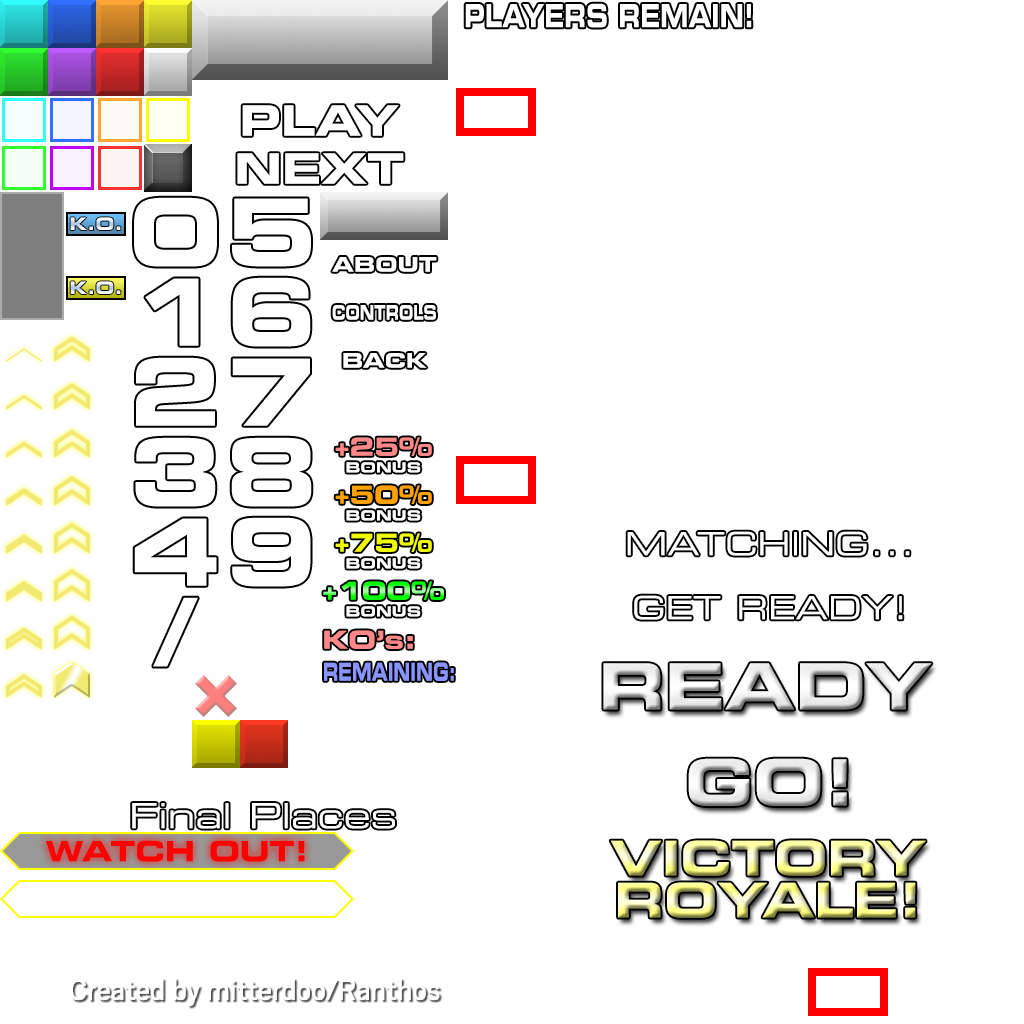 PLAYERS REMAIN!
PLAY
NEXT
K.O.
K.O.
0 5
1 6
2 7
3 8
4 9
/
ABOUT
CONTROLS
BACK
+25%
BONUS
+50%
BONUS
+75%
BONUS
+100%
BONUS
KO's:
REMAINING:
MATCHING...
GET READY!
READY
GO!
VICTORY
ROYALE!
Final Places
WATCH OUT!
Created by mitterdoo/Ranthos